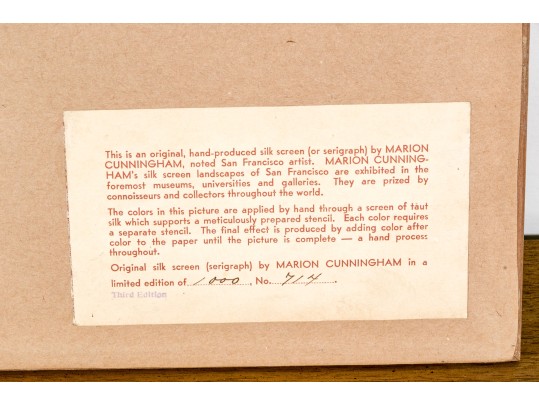 This is an original, hand-produced silk screen (or serigraph) by MARION
CUNNINGHAM, noted San Francisco artist. MARION CUNNING-
HAM's silk screen landscapes of San Francisco are exhibited in the
foremost museums, universities and galleries. They are prized by
connoisseurs and collectors throughout the world.
The colors in this picture are applied by hand through a screen of taut
silk which supports a meticulously prepared stencil. Each color requires
a separate stencil. The final effect is produced by adding color after
color to the paper until the picture is complete — a hand process
throughout.
Original silk screen (serigraph) by MARION CUNNINGHAM in a
limited edition of 1000, No. 714.
Third Edition